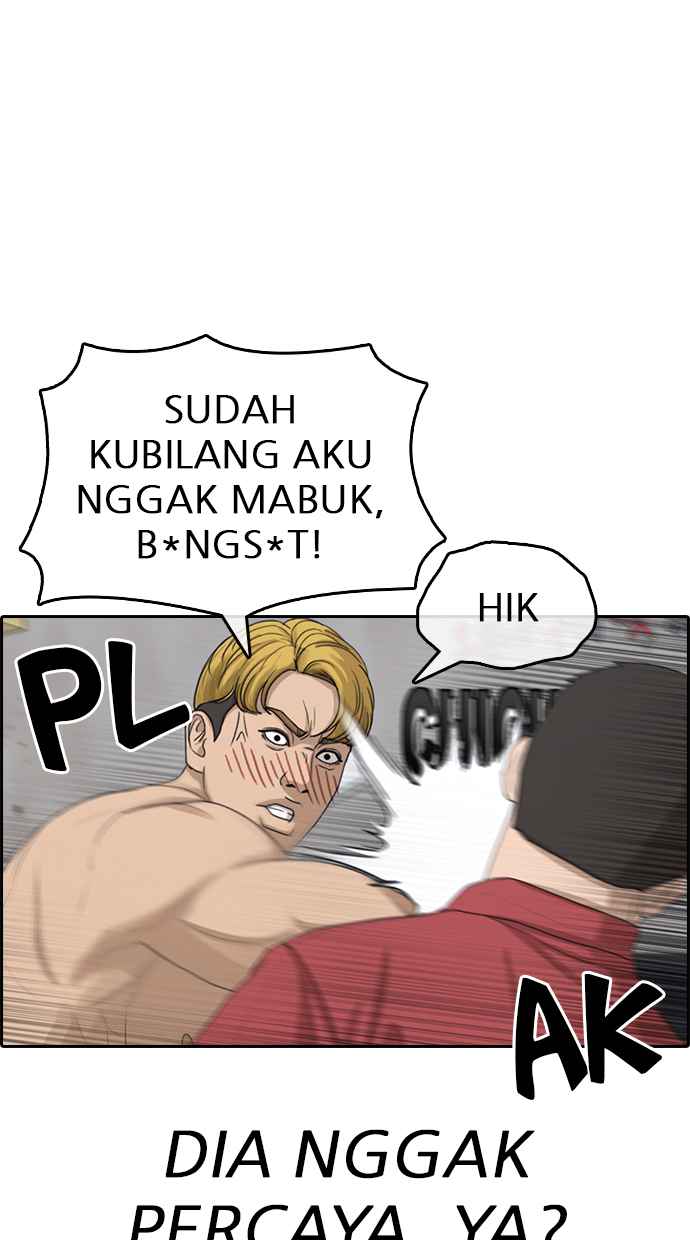 SUDAH
KUBILANG AKU
NGGAK MABUK,
B*NGS*T!
HIK
PL
AK
DIA NGGAK
PERCAYA, YA?